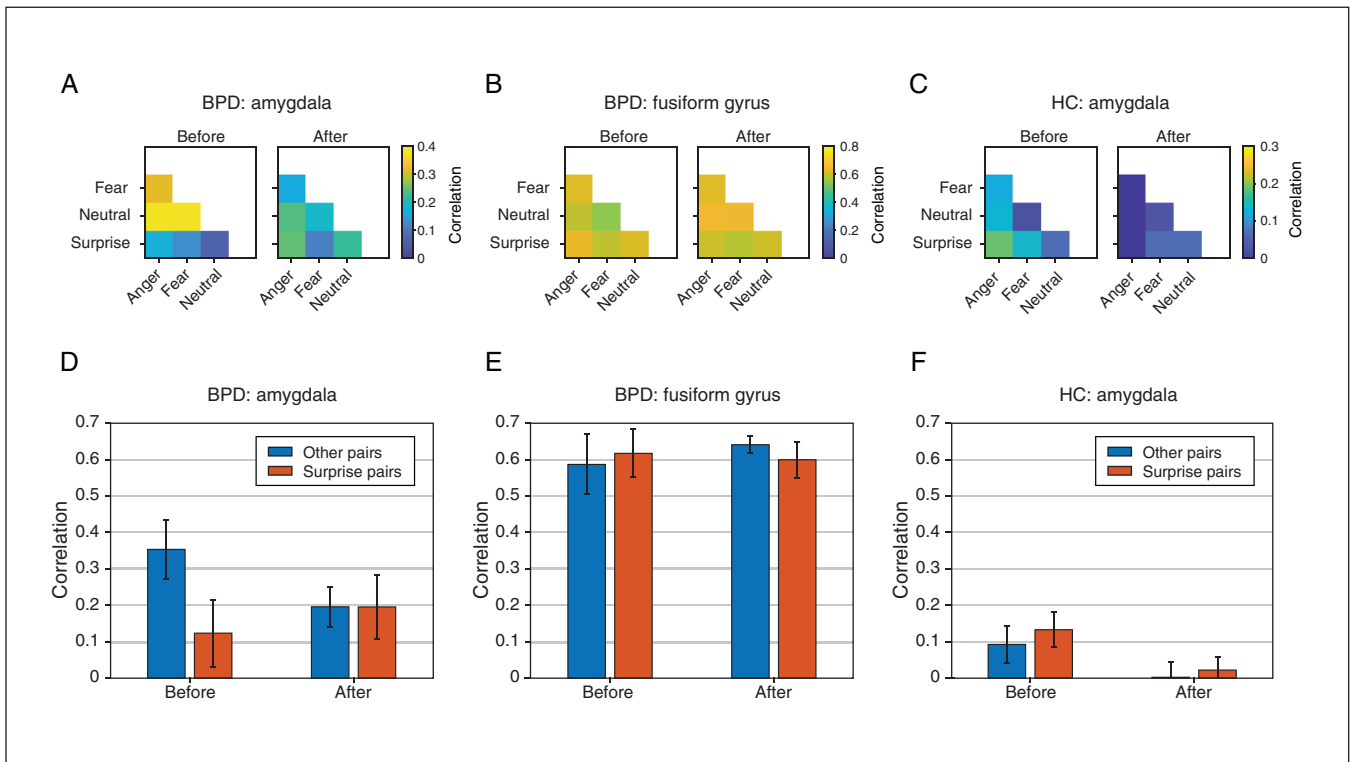 A
BPD: amygdala
Before
After
Fear
Neutral
Surprise
Anger
Fear
Neutral
Anger
Fear
Neutral
0.4
0.3
0.2
0.1
0
Correlation
B
BPD: fusiform gyrus
Before
After
Fear
Neutral
Surprise
Anger
Fear
Neutral
Anger
Fear
Neutral
0.8
0.6
0.4
0.2
0
Correlation
C
HC: amygdala
Before
After
Fear
Neutral
Surprise
Anger
Fear
Neutral
Anger
Fear
Neutral
0.3
0.2
0.1
0
Correlation
D
BPD: amygdala
Correlation
0.7
0.6
0.5
0.4
0.3
0.2
0.1
0
Other pairs
Surprise pairs
Before
After
E
BPD: fusiform gyrus
Correlation
0.7
0.6
0.5
0.4
0.3
0.2
0.1
0
Before
After
F
HC: amygdala
Correlation
0.7
0.6
0.5
0.4
0.3
0.2
0.1
0
Other pairs
Surprise pairs
Before
After